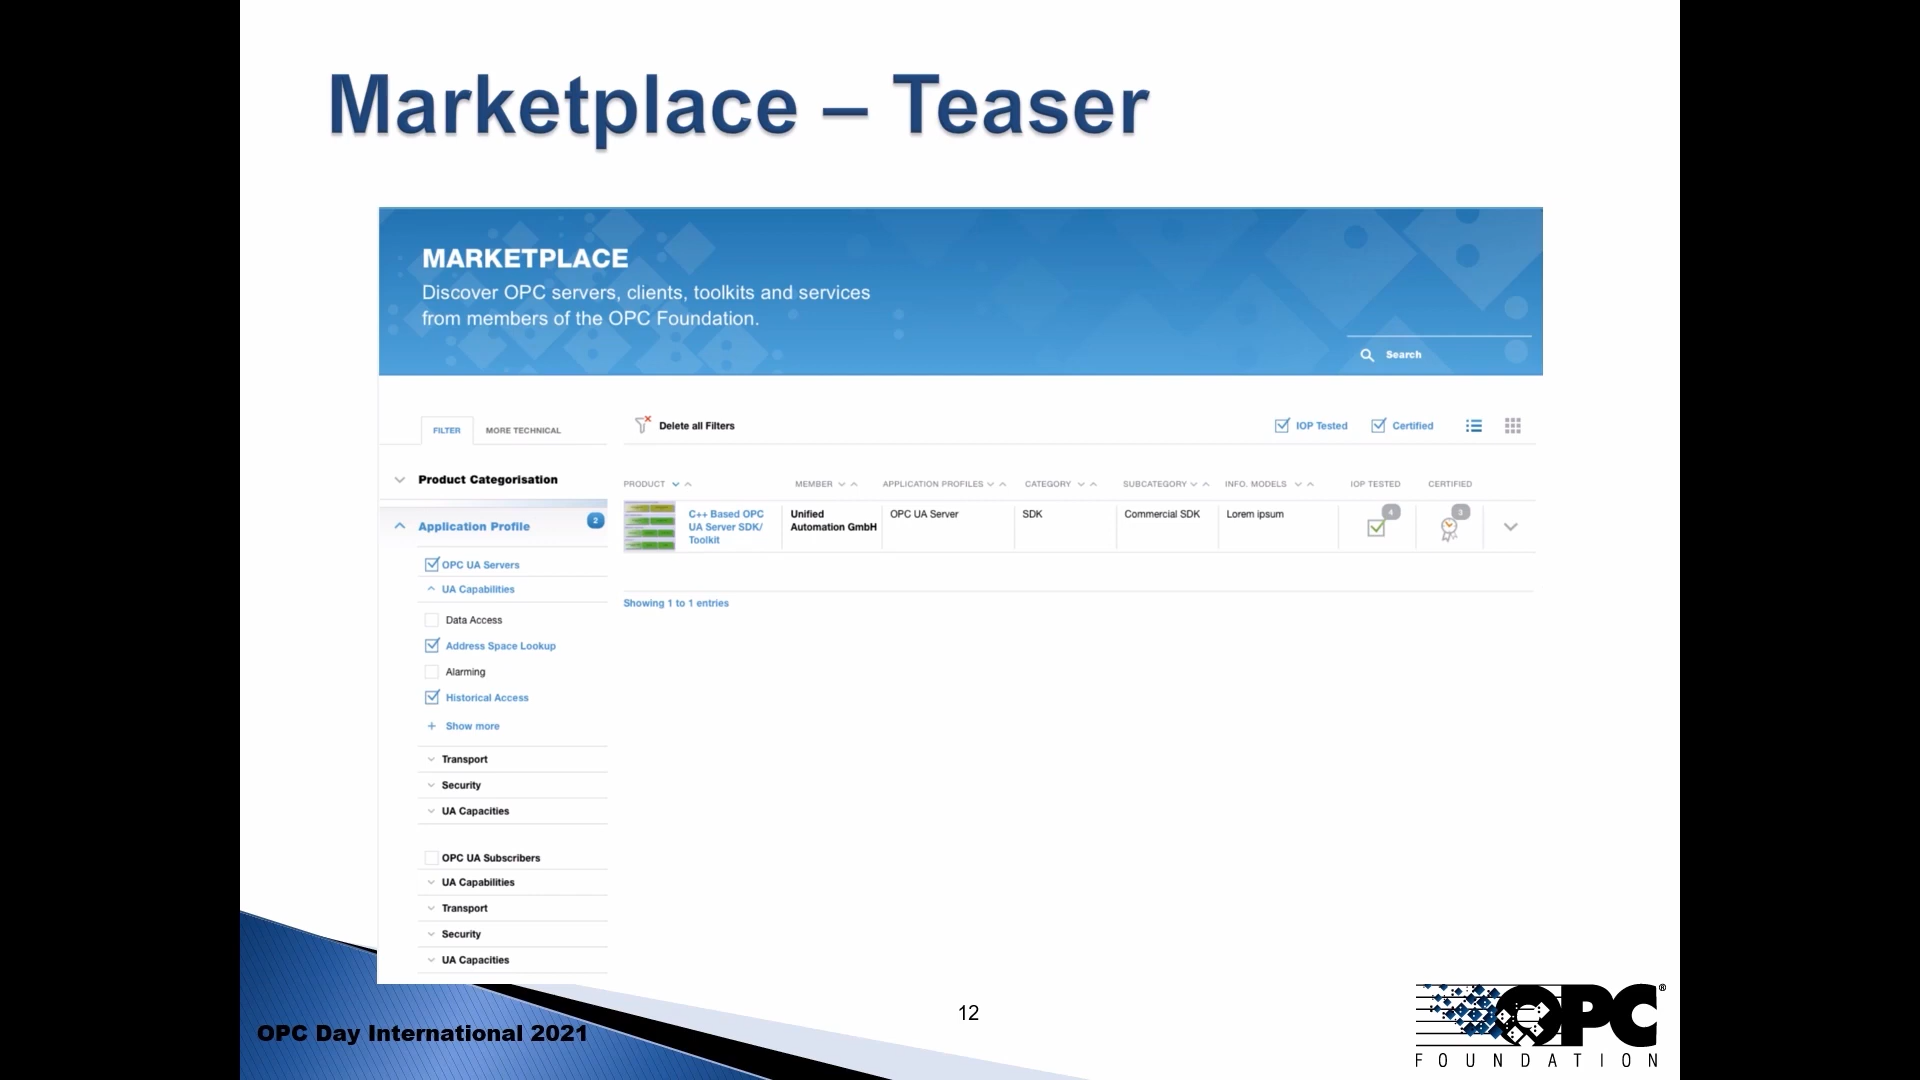 Marketplace – Teaser
MARKETPLACE
Discover OPC servers, clients, toolkits and services
from members of the OPC Foundation.
Search
FILTER
MORE TECHNICAL
Delete all Filters
IOP Tested
Certified
Product Categorisation
Application Profile
2
OPC UA Servers
UA Capabilities
Data Access
Address Space Lookup
Alarming
Historical Access
+ Show more
Transport
Security
UA Capacities
OPC UA Subscribers
UA Capabilities
Transport
Security
UA Capacities
PRODUCT
MEMBER
APPLICATION PROFILES
CATEGORY
SUBCATEGORY
INFO. MODELS
IOP TESTED
CERTIFIED
C++ Based OPC
UA Server SDK/
Toolkit
Unified
Automation GmbH
OPC UA Server
SDK
Commercial SDK
Lorem ipsum
4
3
Showing 1 to 1 entries
OPC Day International 2021
12
OPC®
FOUNDATION